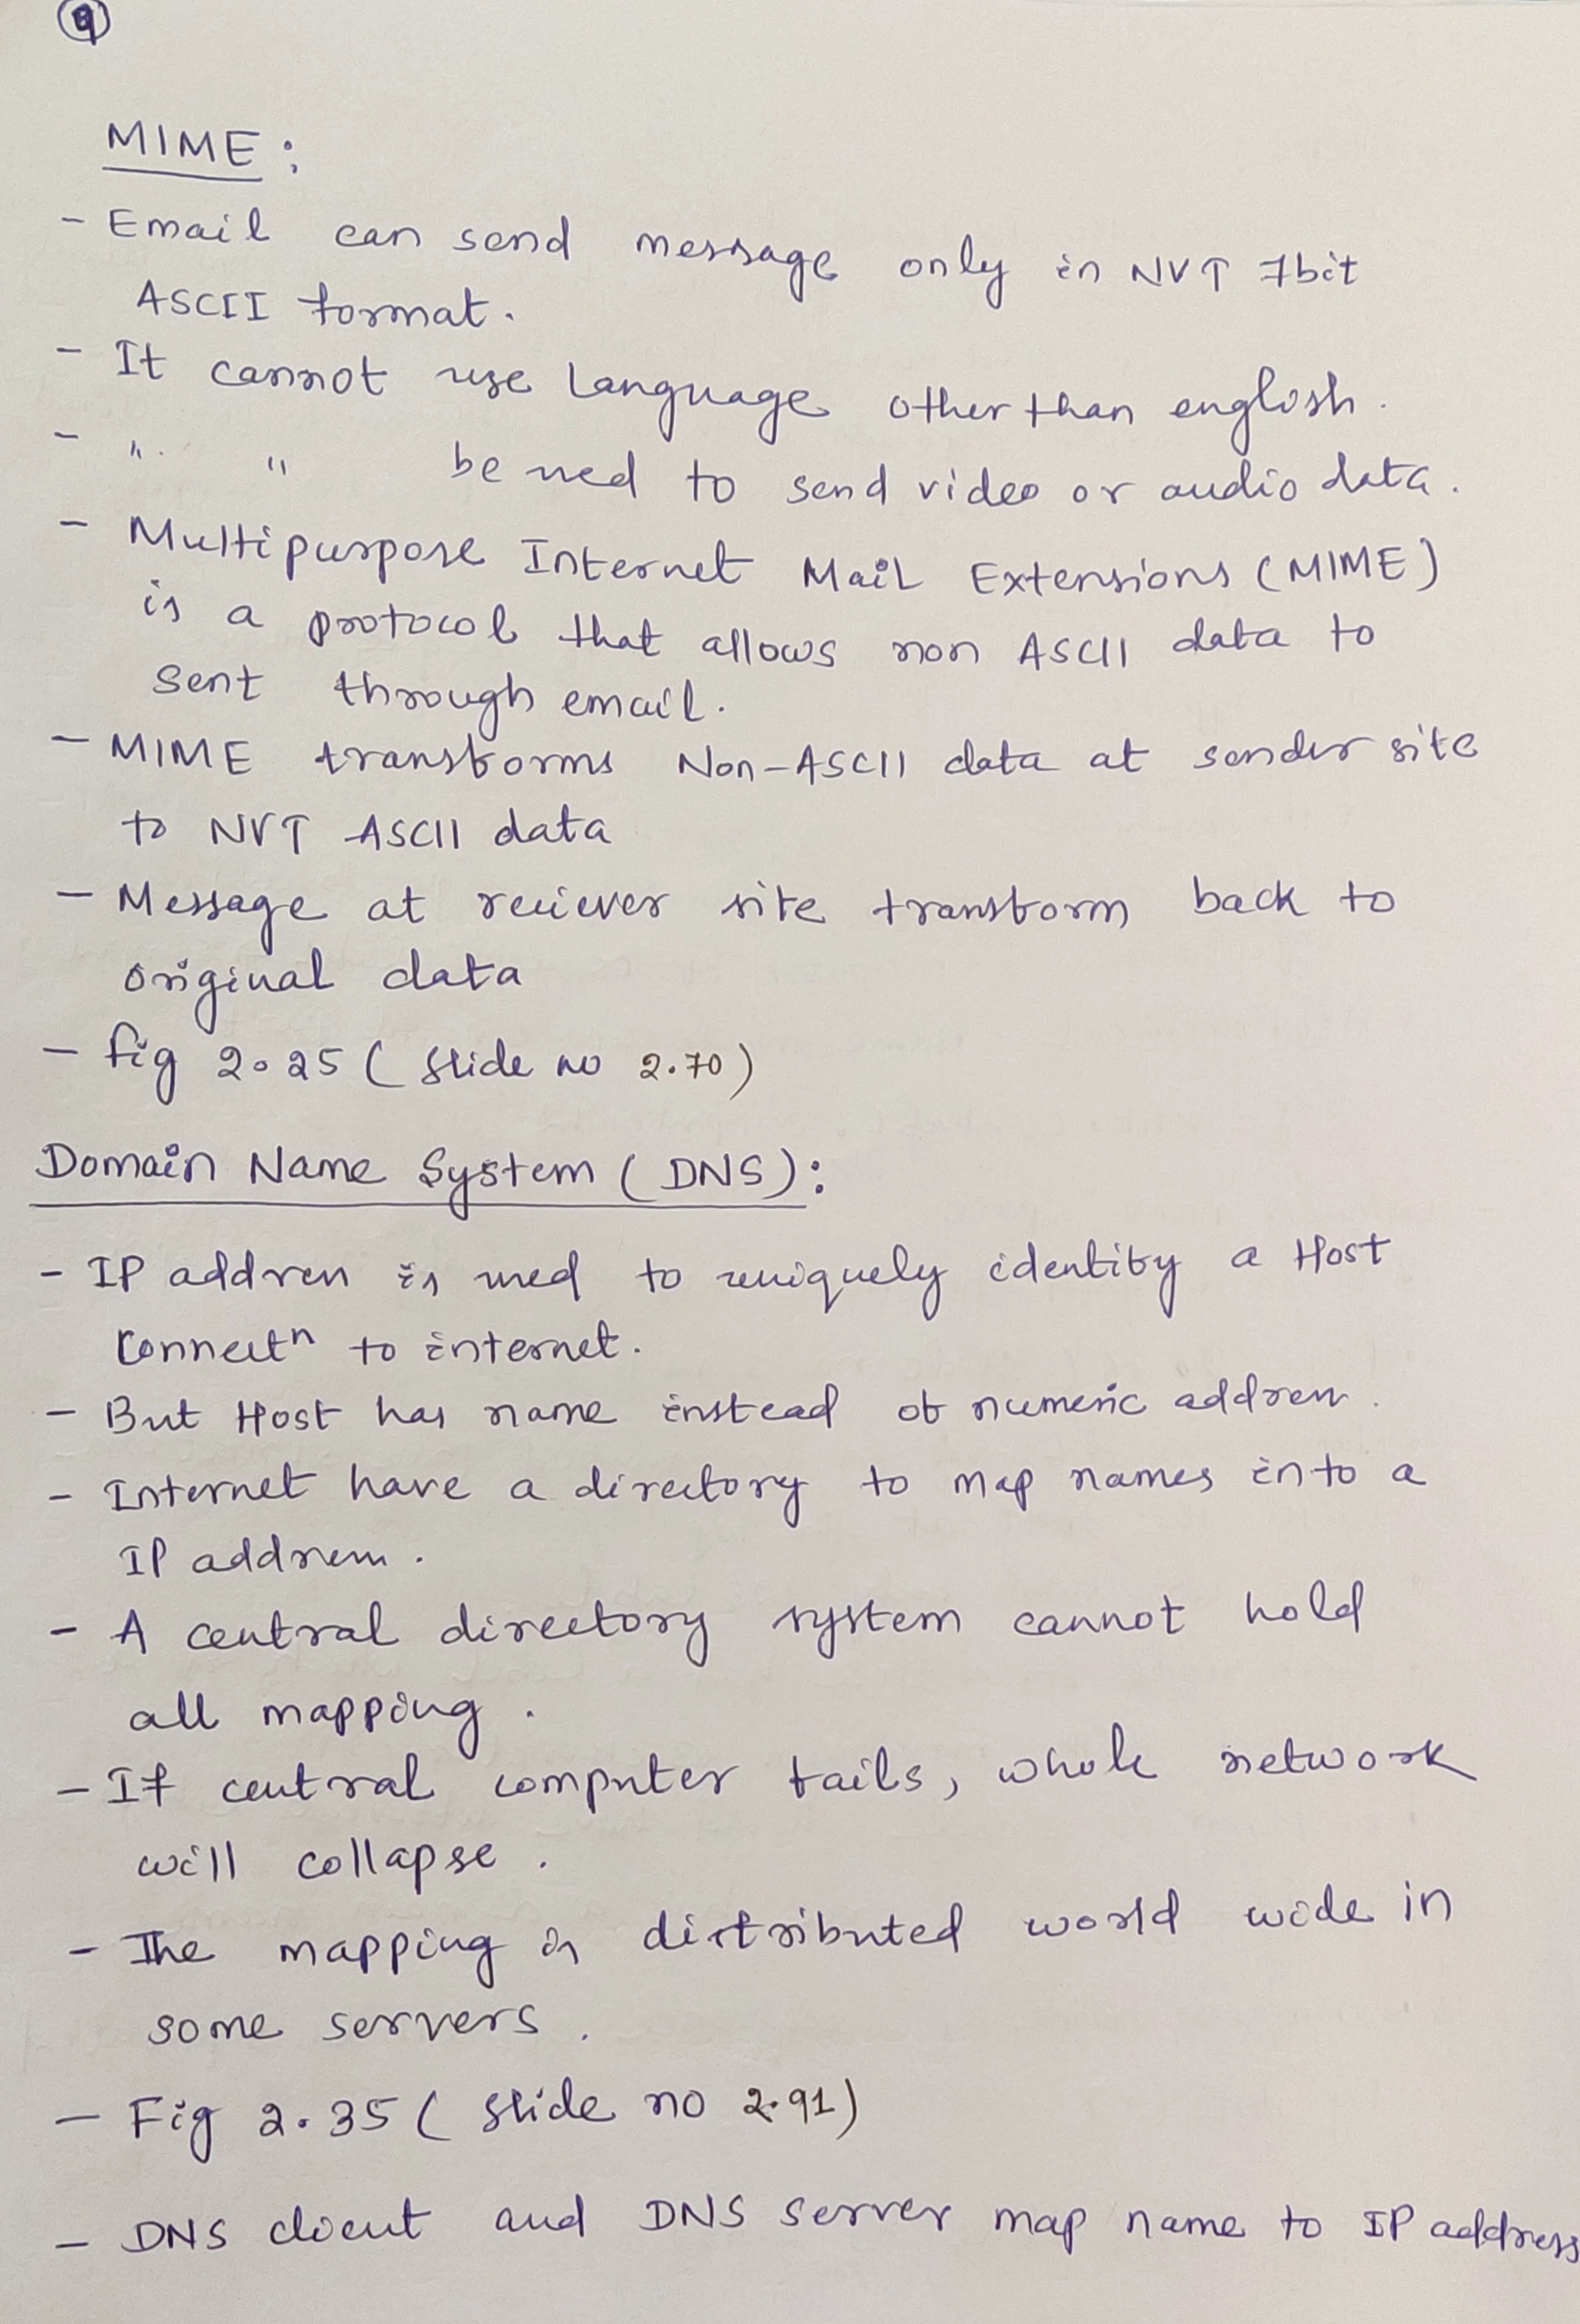 9
MIME :
- Email can send message only in NVT 7bit
ASCII format.
- It cannot use language other than english.
- " " be used to send video or audio data.
- Multipurpose Internet Mail Extensions (MIME)
is a protocol that allows non ASCII data to
sent through email.
- MIME transforms Non-ASCII data at sender site
to NVT ASCII data
- Message at reciever site transform back to
original data
- fig 2.25 ( slide no 2.70)
Domain Name System ( DNS) :
- IP address is used to uniquely identify a Host
Connectn to internet.
- But Host has name instead of numeric address.
- Internet have a directory to map names into a
IP address.
- A central directory system cannot hold
all mapping.
- If central computer fails, whole network
will collapse.
- The mapping is distributed world wide in
some servers.
- Fig 2.35 ( slide no 2.91)
- DNS client and DNS server map name to IP address